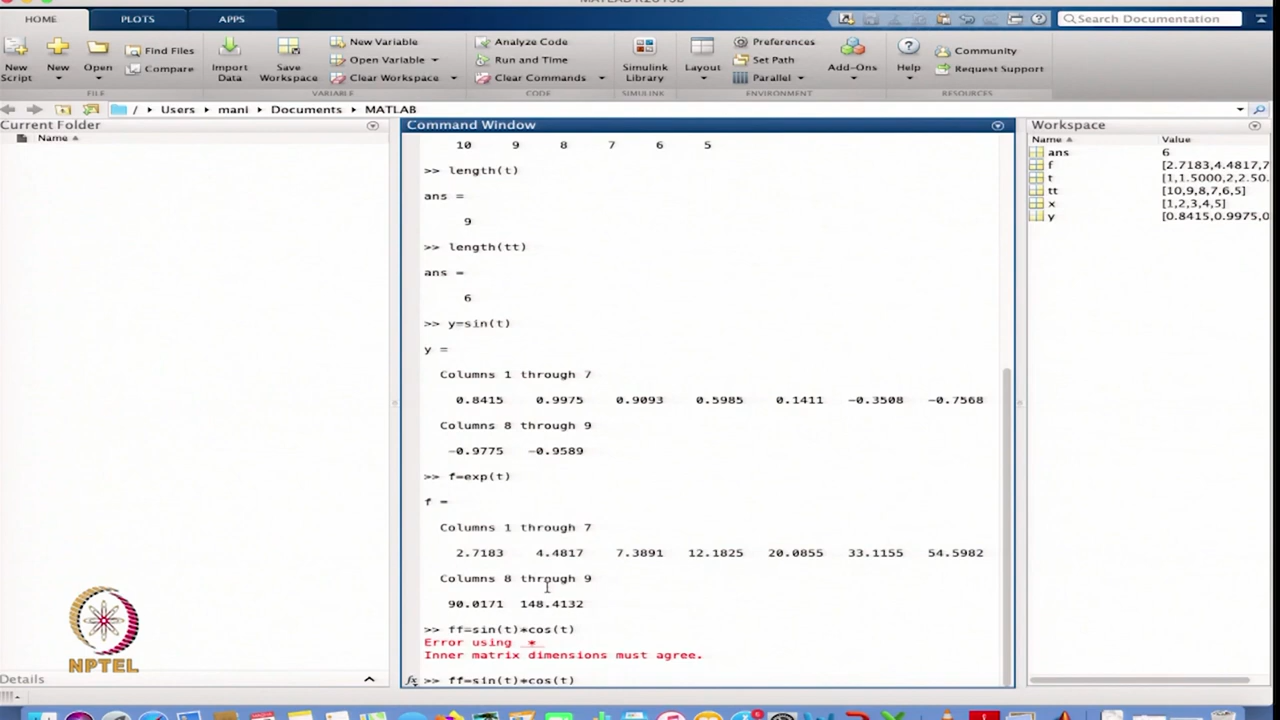 HOME PLOTS APPS
Search Documentation
New Script
New
Open
Find Files
Compare
Import Data
Save Workspace
New Variable
Open Variable
Clear Workspace
Analyze Code
Run and Time
Clear Commands
Simulink Library
Layout
Preferences
Set Path
Parallel
Add-Ons
Help
Community
Request Support
FILE VARIABLE CODE SIMULINK ENVIRONMENT RESOURCES
/ Users mani Documents MATLAB
Current Folder
Name
Details
Command Window
10 9 8 7 6 5
>> length(t)
ans =
9
>> length(tt)
ans =
6
>> y=sin(t)
y =
Columns 1 through 7
0.8415 0.9975 0.9093 0.5985 0.1411 -0.3508 -0.7568
Columns 8 through 9
-0.9775 -0.9589
>> f=exp(t)
f =
Columns 1 through 7
2.7183 4.4817 7.3891 12.1825 20.0855 33.1155 54.5982
Columns 8 through 9
90.0171 148.4132
>> ff=sin(t)*cos(t)
Error using *
Inner matrix dimensions must agree.
fx >> ff=sin(t)*cos(t)
Workspace
Name Value
ans 6
f [2.7183,4.4817,7
t [1,1.5000,2,2.50.
tt [10,9,8,7,6,5]
x [1,2,3,4,5]
y [0.8415,0.9975,0
NPTEL